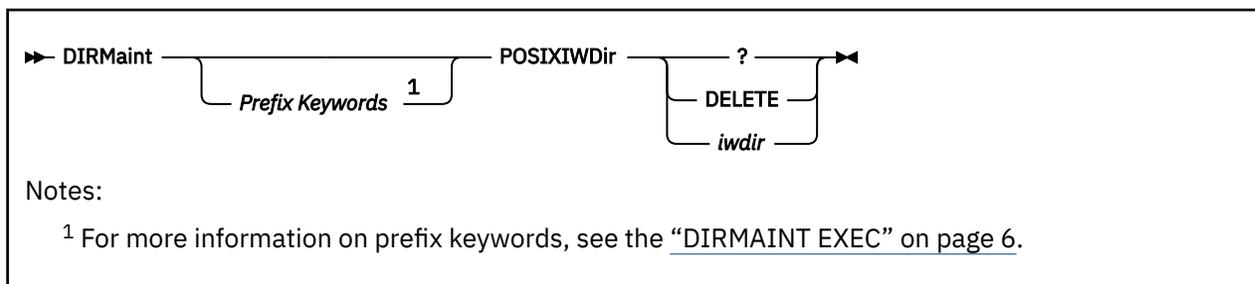 DIRMaint Prefix Keywords 1 POSIXIWDir ?
DELETE
iwdir
Notes:
1 For more information on prefix keywords, see the “DIRMAINT EXEC” on page 6.